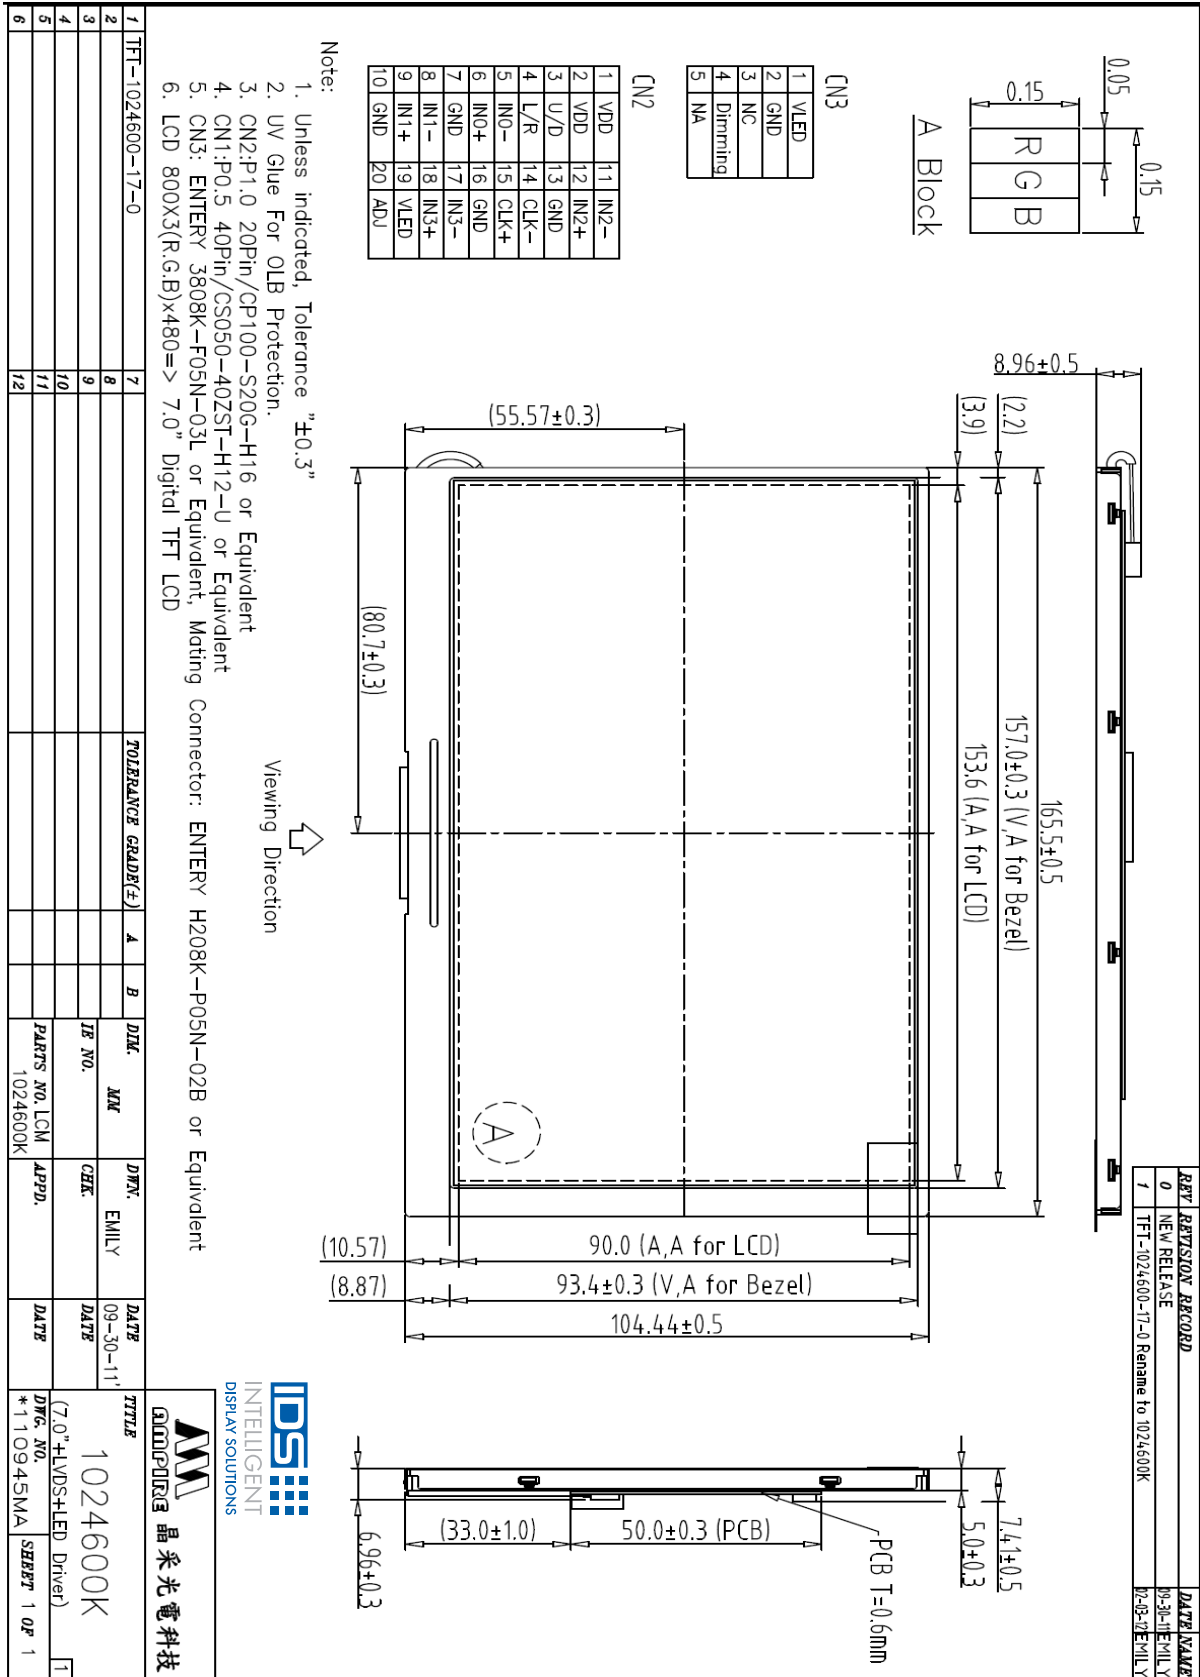 REV REVISION RECORD DATE NAME
0 NEW RELEASE 09-30-11' EMILY
1 TFT-1024600-17-0 Rename to 1024600K 02-03-12' EMILY
0.05
0.15
0.15
R G B
A Block
8.96±0.5
165.5±0.5
(2.2)
157.0±0.3 (V,A for Bezel)
(3.9)
153.6 (A,A for LCD)
(55.57±0.3)
(80.7±0.3)
A
90.0 (A,A for LCD)
(10.57)
93.4±0.3 (V,A for Bezel)
(8.87)
104.44±0.5
7.41±0.5
5.0±0.3
PCB T=0.6mm
50.0±0.3 (PCB)
(33.0±1.0)
6.96±0.3
Viewing Direction
CN3
1 VLED
2 GND
3 NC
4 Dimming
5 NA
CN2
1 VDD 11 IN2-
2 VDD 12 IN2+
3 U/D 13 GND
4 L/R 14 CLK-
5 IN0- 15 CLK+
6 IN0+ 16 GND
7 GND 17 IN3-
8 IN1- 18 IN3+
9 IN1+ 19 VLED
10 GND 20 ADJ
Note:
1. Unless indicated, Tolerance "±0.3"
2. UV Glue For OLB Protection.
3. CN2:P1.0 20Pin/CP100-S20G-H16 or Equivalent
4. CN1:P0.5 40Pin/CS050-40ZST-H12-U or Equivalent
5. CN3: ENTERY 3808K-F05N-03L or Equivalent, Mating Connector: ENTERY H208K-P05N-02B or Equivalent
6. LCD 800X3(R.G.B)x480=> 7.0" Digital TFT LCD
IDS
INTELLIGENT
DISPLAY SOLUTIONS
AMPIRE 晶采光電科技
1 TFT-1024600-17-0 7 TOLERANCE GRADE(±) A B
2 8
3 9
4 10
5 11
6 12
DIM. MM
DWN. EMILY
DATE 09-30-11'
IE NO.
CHK.
DATE
PARTS NO. LCM 1024600K
APPD.
DATE
TITLE
1024600K
(7.0"+LVDS+LED Driver)
1
DWG. NO.
*110945MA
SHEET 1 OF 1